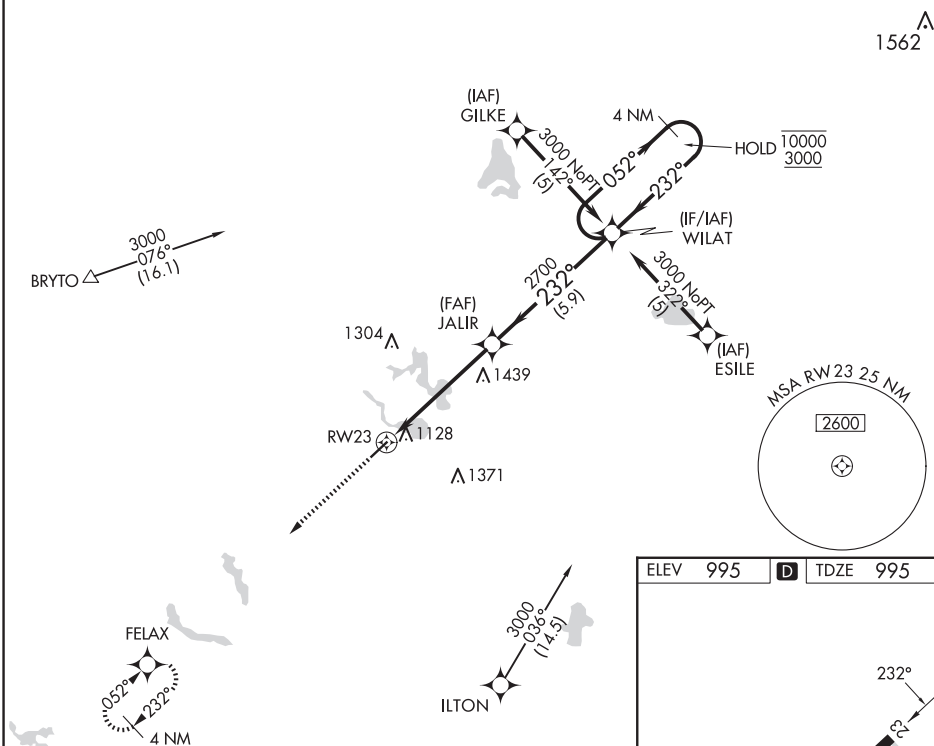 1562
(IAF)
GILKE
4 NM
HOLD
10000
3000
3000 NoPT
142°
(5)
052°
232°
(IF/IAF)
WILAT
3000
076°
(16.1)
BRYTO
2700
232°
(5.9)
3000 NoPT
322°
(5)
(FAF)
JALIR
1304
1439
(IAF)
ESILE
MSA RW 23 25 NM
2600
RW23
1128
1371
ELEV 995 D TDZE 995
3000
036°
(14.5)
ILTON
FELAX
052°
232°
4 NM
232°
23